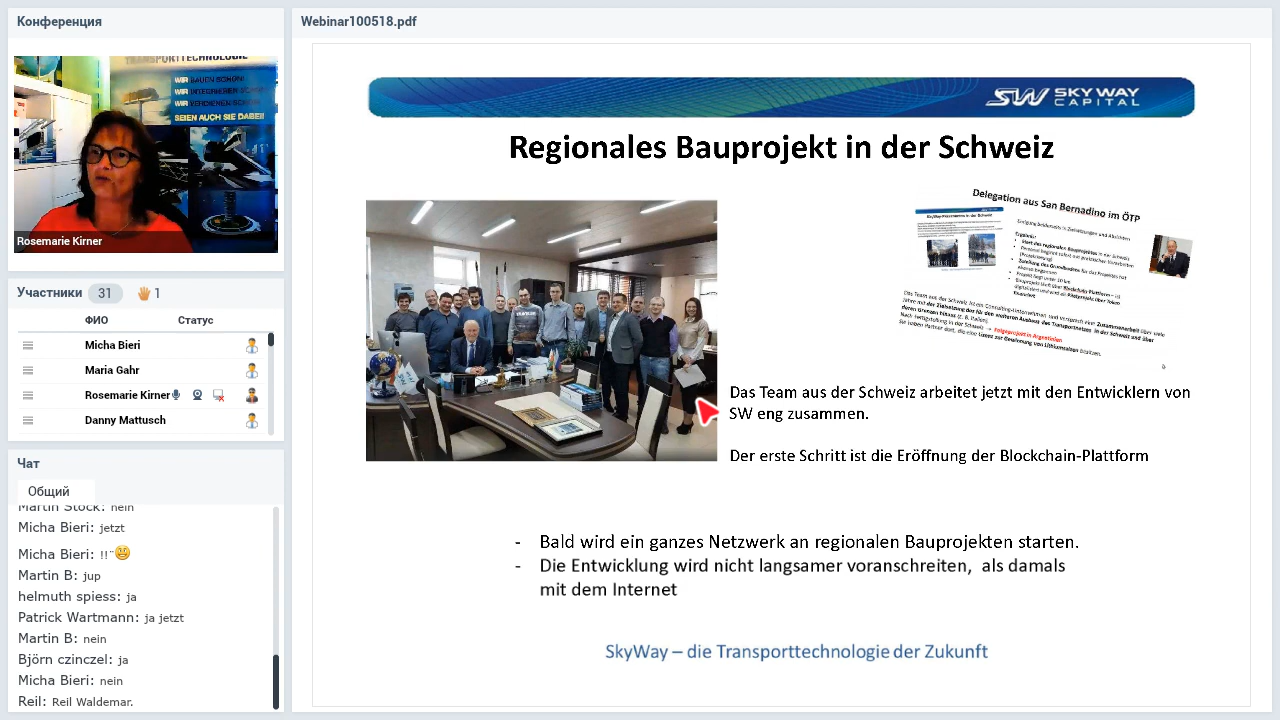 Конференция
TRANSPORTTECHNOLOGIE
WIR BAUEN SCHON!
WIR
WIR VERDIENEN SCHON!
SEIEN AUCH SIE DABEI!
Rosemarie Kirner
Участники 31 1
ФИО Статус
Micha Bieri
Maria Gahr
Rosemarie Kirner
Danny Mattusch
Чат
Общий
Martin Stock: nein
Micha Bieri: jetzt
Micha Bieri: !!
Martin B: jup
helmuth spiess: ja
Patrick Wartmann: ja jetzt
Martin B: nein
Björn czinczel: ja
Micha Bieri: nein
Reil: Reil Waldemar.
Webinar100518.pdf
SW SKY WAY
CAPITAL
Regionales Bauprojekt in der Schweiz
Delegation aus San Bernadino im ÖTP
Das Team aus der Schweiz arbeitet jetzt mit den Entwicklern von
SW eng zusammen.
Der erste Schritt ist die Eröffnung der Blockchain-Plattform
- Bald wird ein ganzes Netzwerk an regionalen Bauprojekten starten.
- Die Entwicklung wird nicht langsamer voranschreiten, als damals
mit dem Internet
SkyWay – die Transporttechnologie der Zukunft